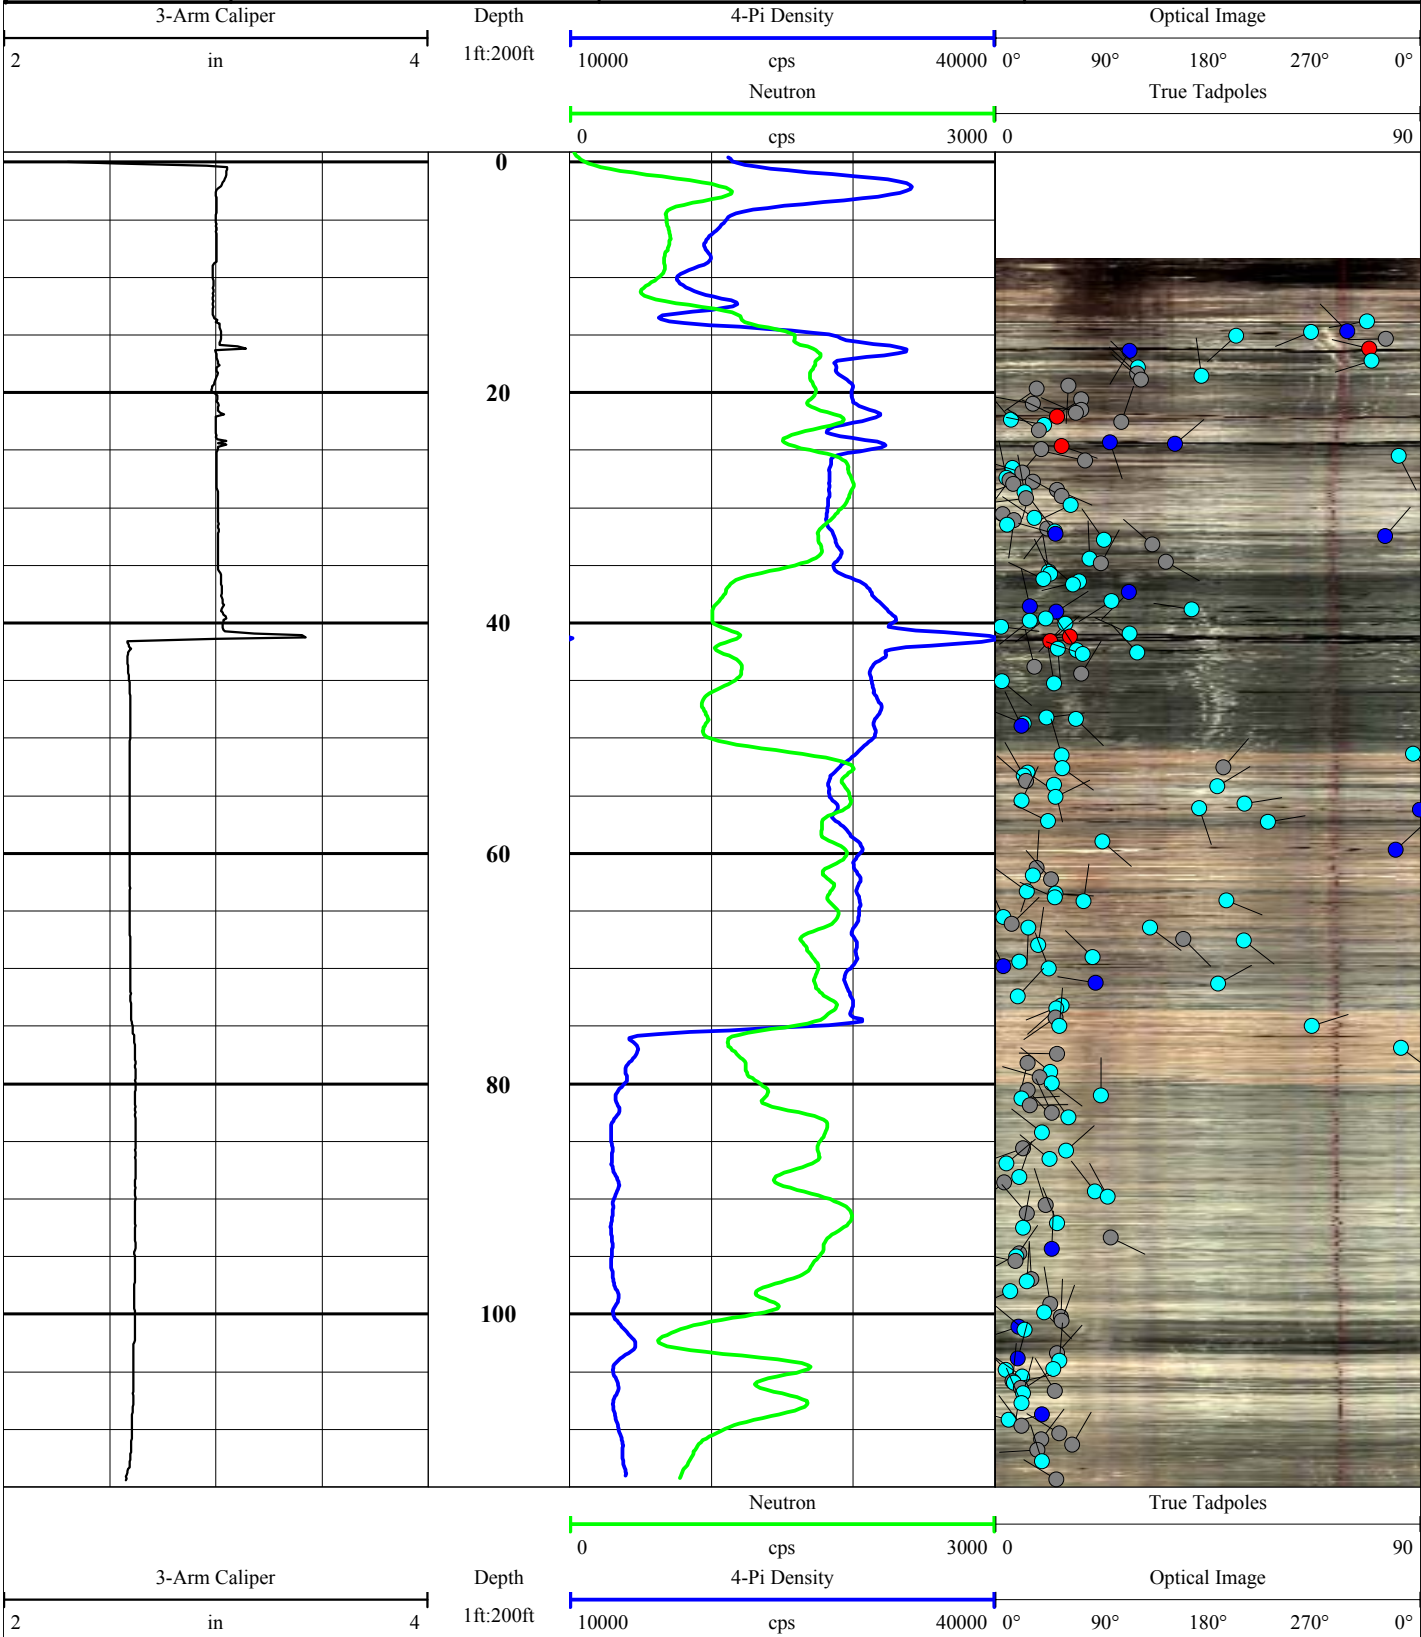 3-Arm Caliper Depth 4-Pi Density Optical Image
2 in 4 1ft:200ft 10000 cps 40000 0° 90° 180° 270° 0°
Neutron True Tadpoles
0 cps 3000 0 90
0
20
40
60
80
100
Neutron True Tadpoles
0 cps 3000 0 90
3-Arm Caliper Depth 4-Pi Density Optical Image
2 in 4 1ft:200ft 10000 cps 40000 0° 90° 180° 270° 0°